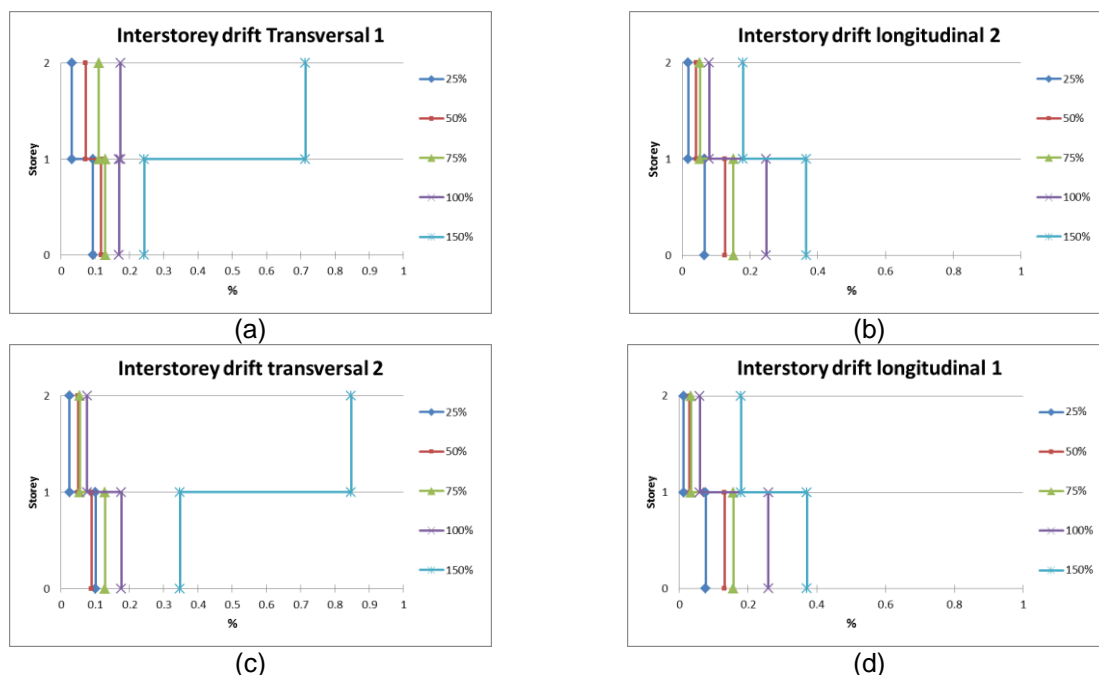 Interstorey drift Transversal 1
2
1
0
Storey
0 0.1 0.2 0.3 0.4 0.5 0.6 0.7 0.8 0.9 1
%
25%
50%
75%
100%
150%
(a)
Interstory drift longitudinal 2
2
1
0
Storey
0 0.2 0.4 0.6 0.8 1
%
25%
50%
75%
100%
150%
(b)
Interstorey drift transversal 2
2
1
0
Storey
0 0.1 0.2 0.3 0.4 0.5 0.6 0.7 0.8 0.9 1
%
25%
50%
75%
100%
150%
(c)
Interstory drift longitudinal 1
2
1
0
Storey
0 0.2 0.4 0.6 0.8 1
%
25%
50%
75%
100%
150%
(d)